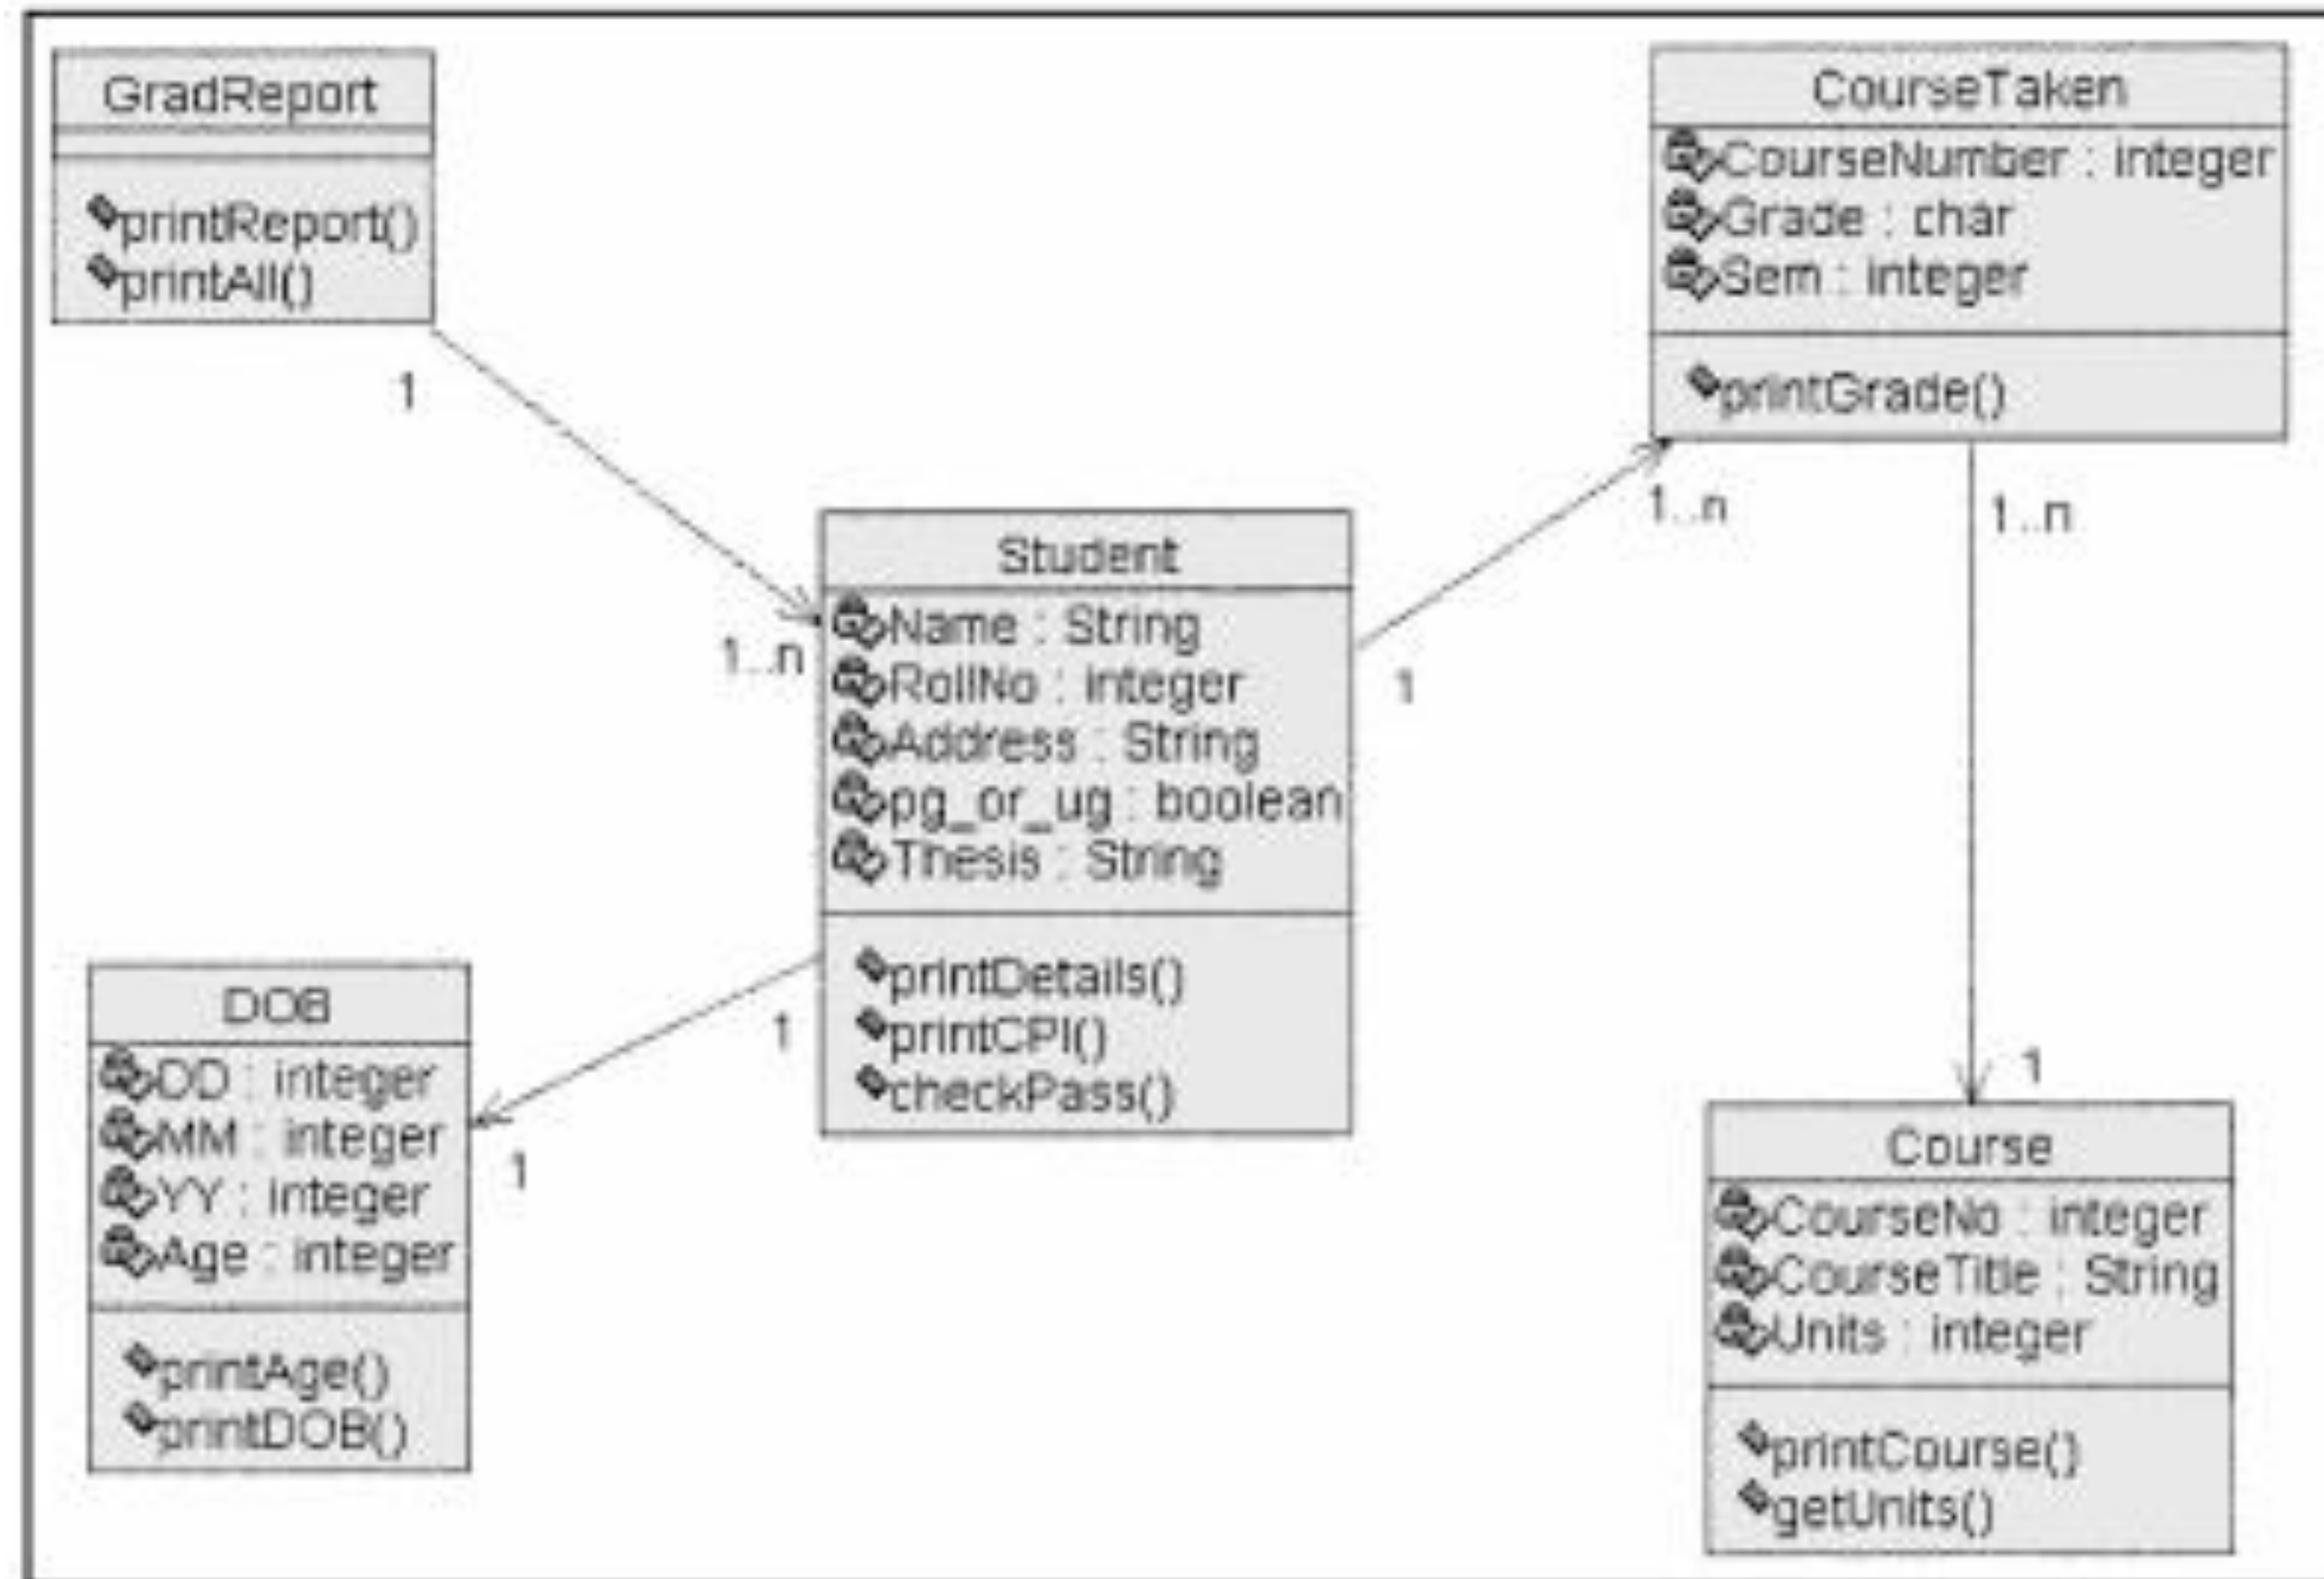 GradReport
printReport()
printAll()
1
1..n
CourseTaken
CourseNumber : integer
Grade : char
Sem : integer
printGrade()
1..n
1..n
1
Student
Name : String
RollNo : integer
Address : String
pg_or_ug : boolean
Thesis : String
printDetails()
printCPI()
checkPass()
1
1
DOB
DD : integer
MM : integer
YY : integer
Age : integer
printAge()
printDOB()
1
Course
CourseNo : integer
CourseTitle : String
Units : integer
printCourse()
getUnits()